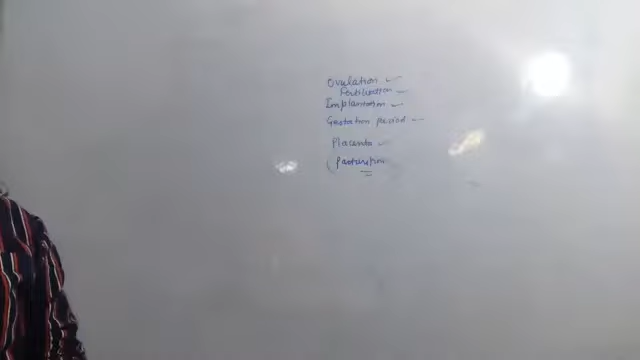 Ovulation
Fertilization
Implantation
Gestation period
Placenta
(parturition